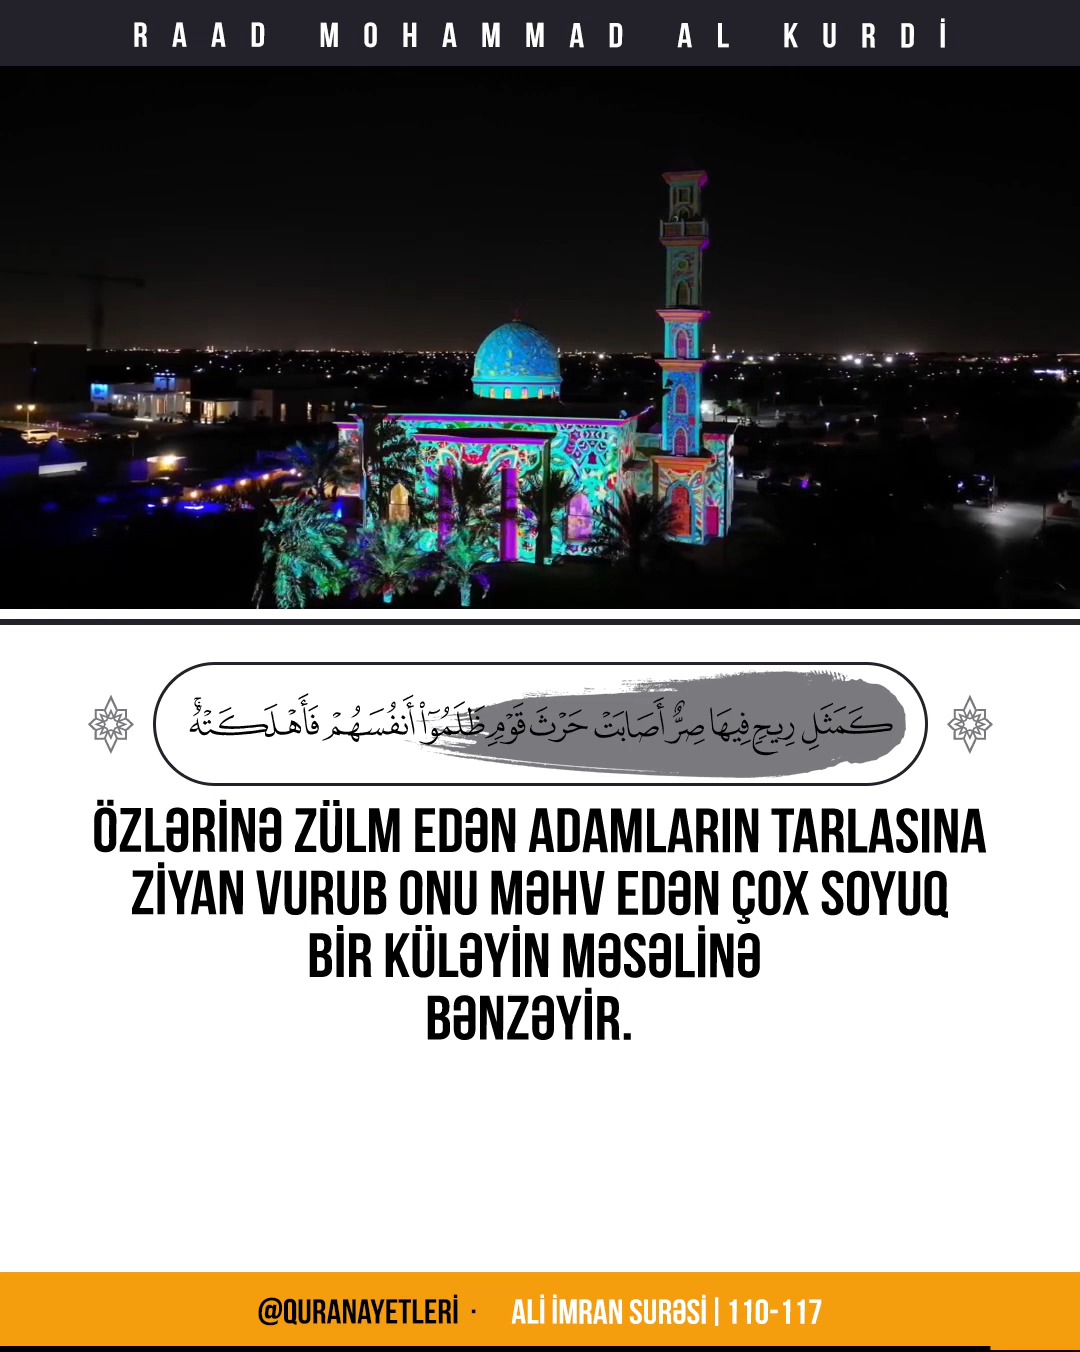 RAAD MOHAMMAD AL KURDİ
كَمَثَلِ رِيحٍ فِيهَا صِرٌّ أَصَابَتْ حَرْثَ قَوْمٍ ظَلَمُوٓا۟ أَنفُسَهُمْ فَأَهْلَكَتْهُ ۚ
ÖZLƏRİNƏ ZÜLM EDƏN ADAMLARIN TARLASINA
ZİYAN VURUB ONU MƏHV EDƏN ÇOX SOYUQ
BİR KÜLƏYİN MƏSƏLİNƏ
BƏNZƏYİR.
@QURANAYETLERİ · ALİ İMRAN SURƏSİ | 110-117